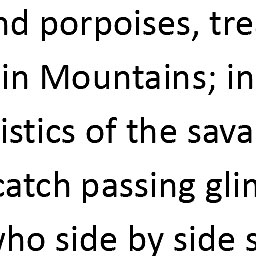 nd porpoises, tre
in Mountains; in
istics of the sava
catch passing glin
who side by side s